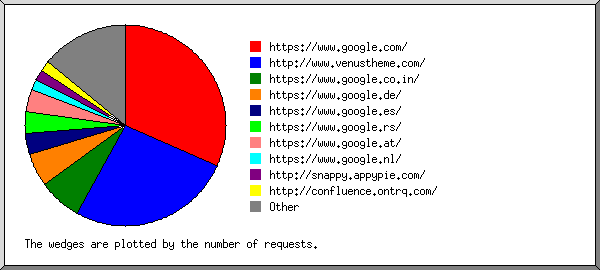 https://www.google.com/
http://www.venustheme.com/
https://www.google.co.in/
https://www.google.de/
https://www.google.es/
https://www.google.rs/
https://www.google.at/
https://www.google.nl/
http://snappy.appypie.com/
http://confluence.ontrq.com/
Other
The wedges are plotted by the number of requests.